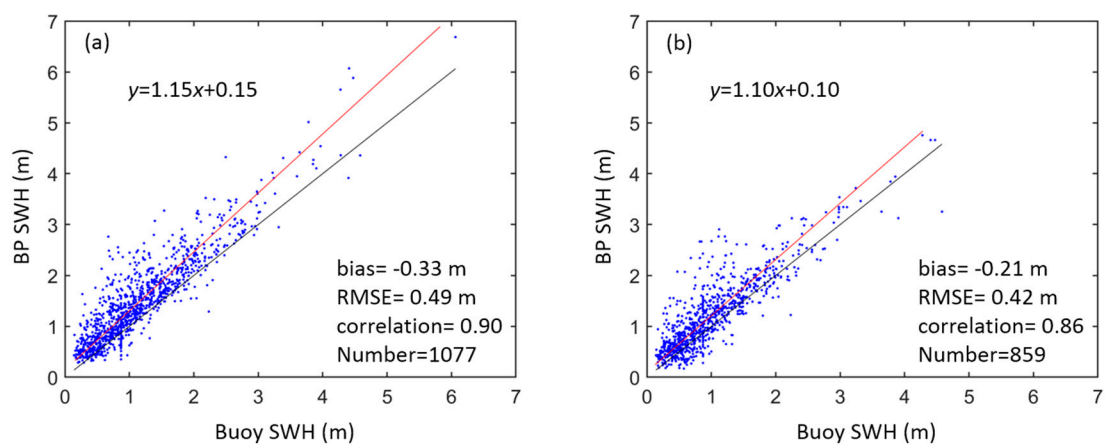 (a)
y=1.15x+0.15
bias= -0.33 m
RMSE= 0.49 m
correlation= 0.90
Number=1077
BP SWH (m)
7
6
5
4
3
2
1
0
0 1 2 3 4 5 6 7
Buoy SWH (m)
(b)
y=1.10x+0.10
bias= -0.21 m
RMSE= 0.42 m
correlation= 0.86
Number=859
BP SWH (m)
7
6
5
4
3
2
1
0
0 1 2 3 4 5 6 7
Buoy SWH (m)